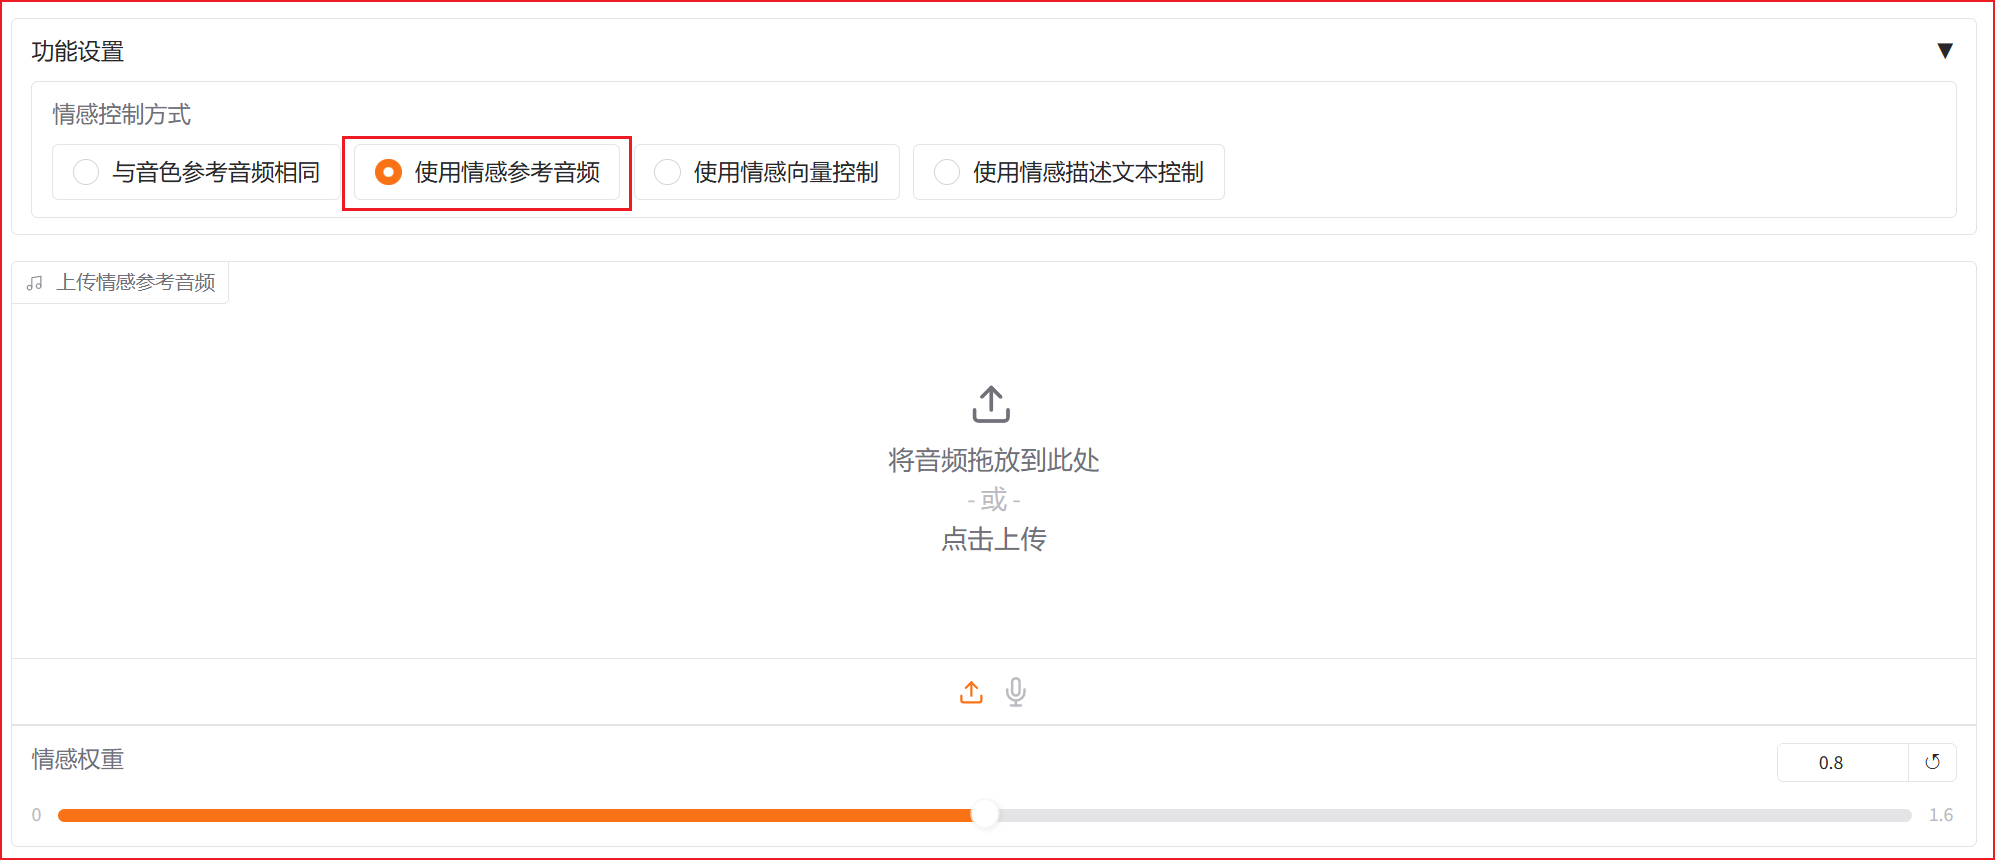 功能设置
▼
情感控制方式
与音色参考音频相同
使用情感参考音频
使用情感向量控制
使用情感描述文本控制
上传情感参考音频
将音频拖放到此处
- 或 -
点击上传
情感权重
0.8
0
1.6